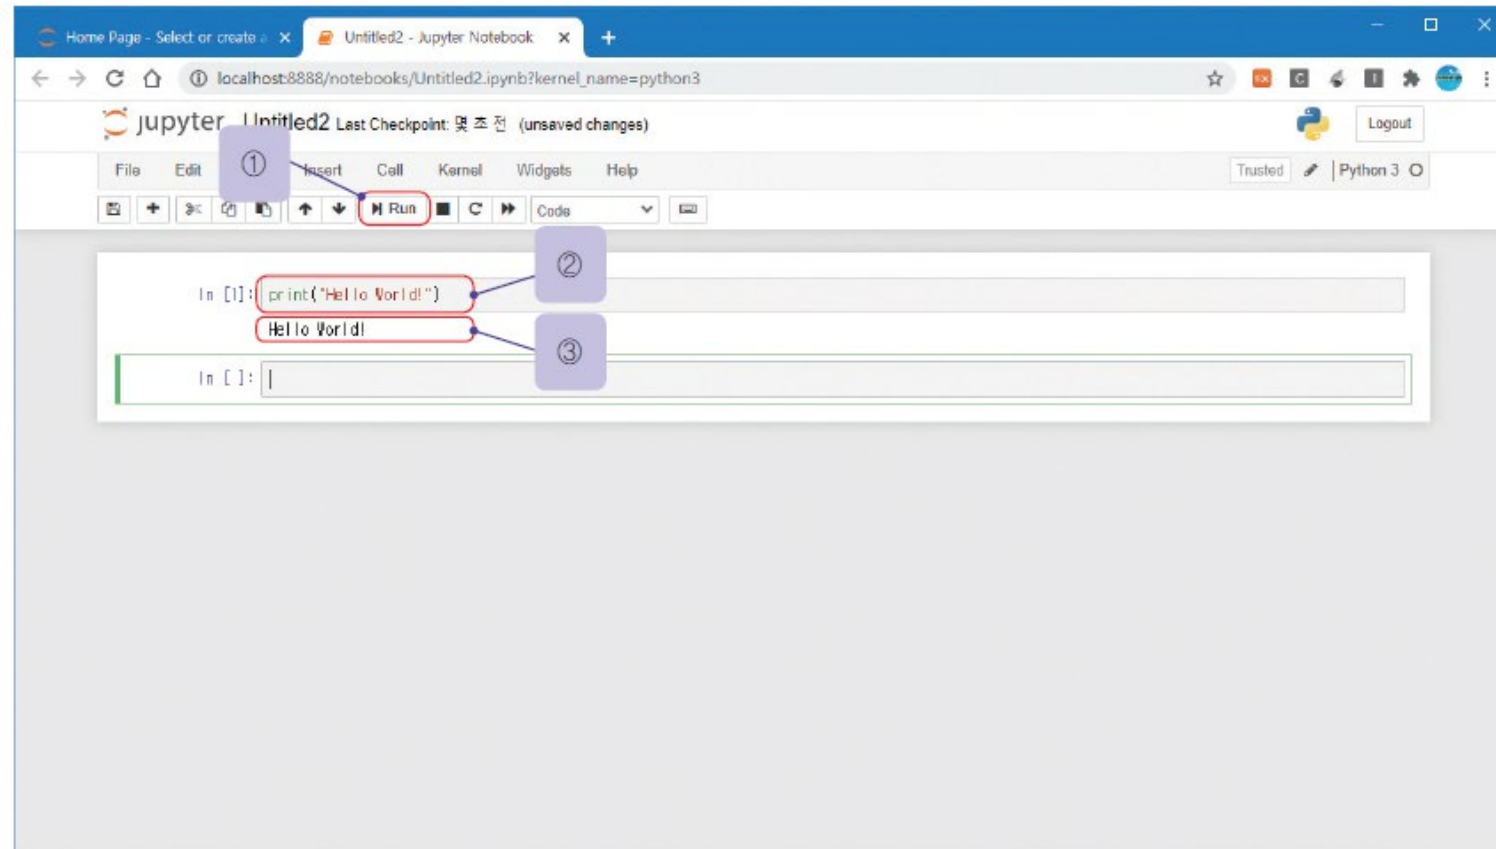 Home Page - Select or create a
Untitled2 - Jupyter Notebook
localhost:8888/notebooks/Untitled2.ipynb?kernel_name=python3
jupyter Untitled2 Last Checkpoint: 몇 초 전 (unsaved changes)
Logout
①
File Edit Insert Cell Kernel Widgets Help
Trusted Python 3
Run Code
②
In [1]: print("Hello World!")
Hello World!
③
In [ ]: